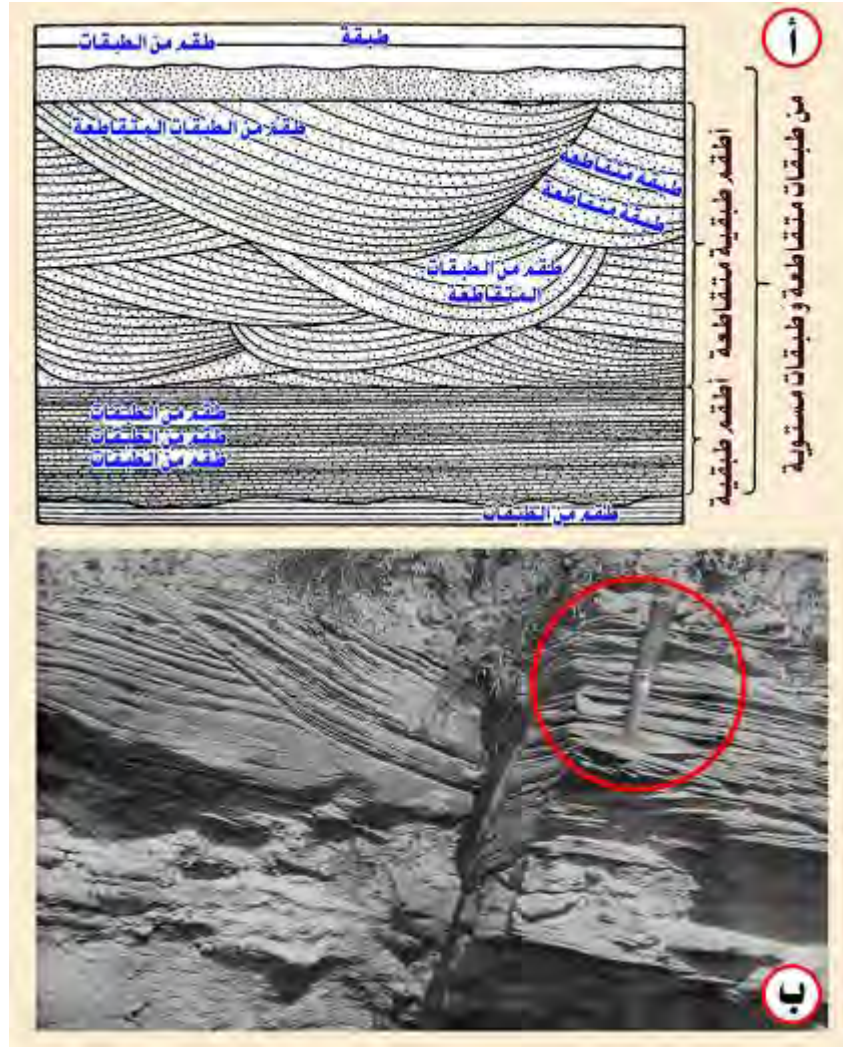 أ
طبقة
طقم من الطبقات
طقم من الطبقات المتقاطعة
طبقة متقاطعة
طبقة متقاطعة
طقم من الطبقات
المتقاطعة
طقم من الطبقات
طقم من الطبقات
طقم من الطبقات
طقم من الطبقات
أطقم طبقية متقاطعة
أطقم طبقية
من طبقات متقاطعة وطبقات مستوية
ب